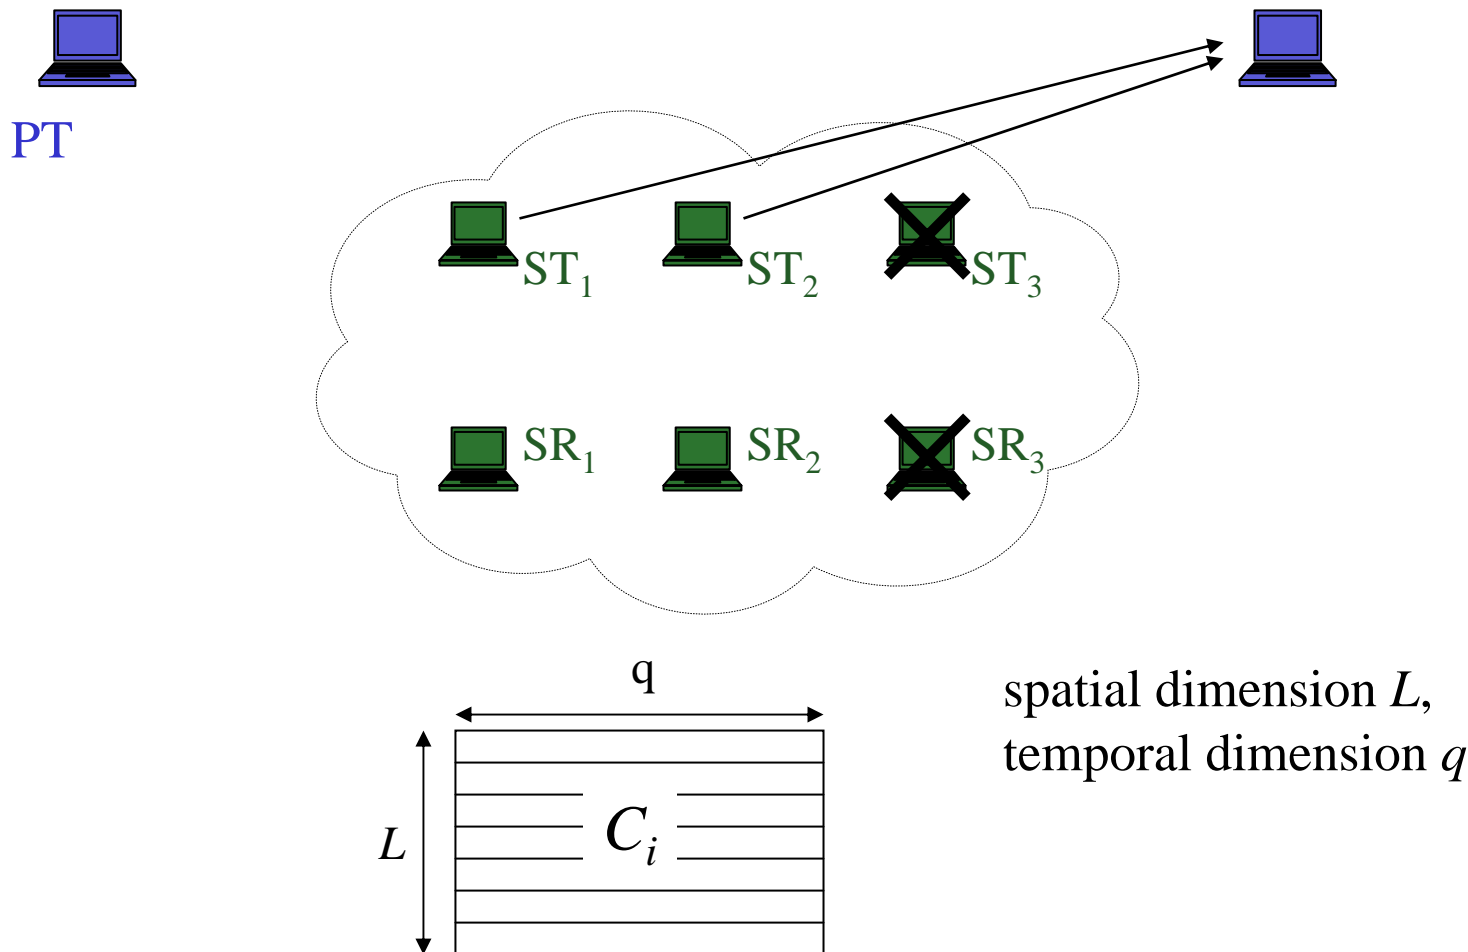 PT
ST₁ ST₂ ST₃
SR₁ SR₂ SR₃
q
spatial dimension L,
temporal dimension q
L
Cᵢ